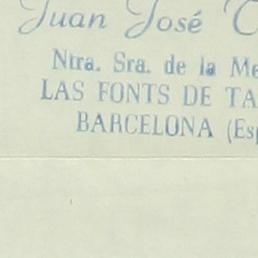 Juan José
Ntra. Sra. de la
LAS FONTS DE
BARCELONA